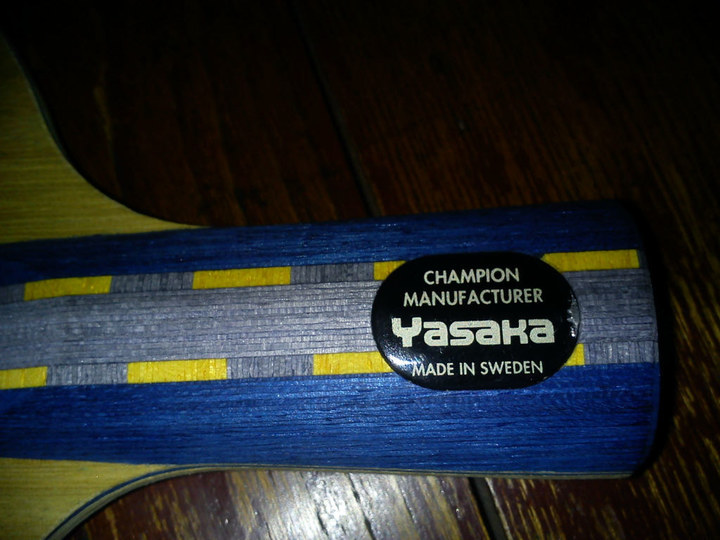 CHAMPION
MANUFACTURER
Yasaka
MADE IN SWEDEN